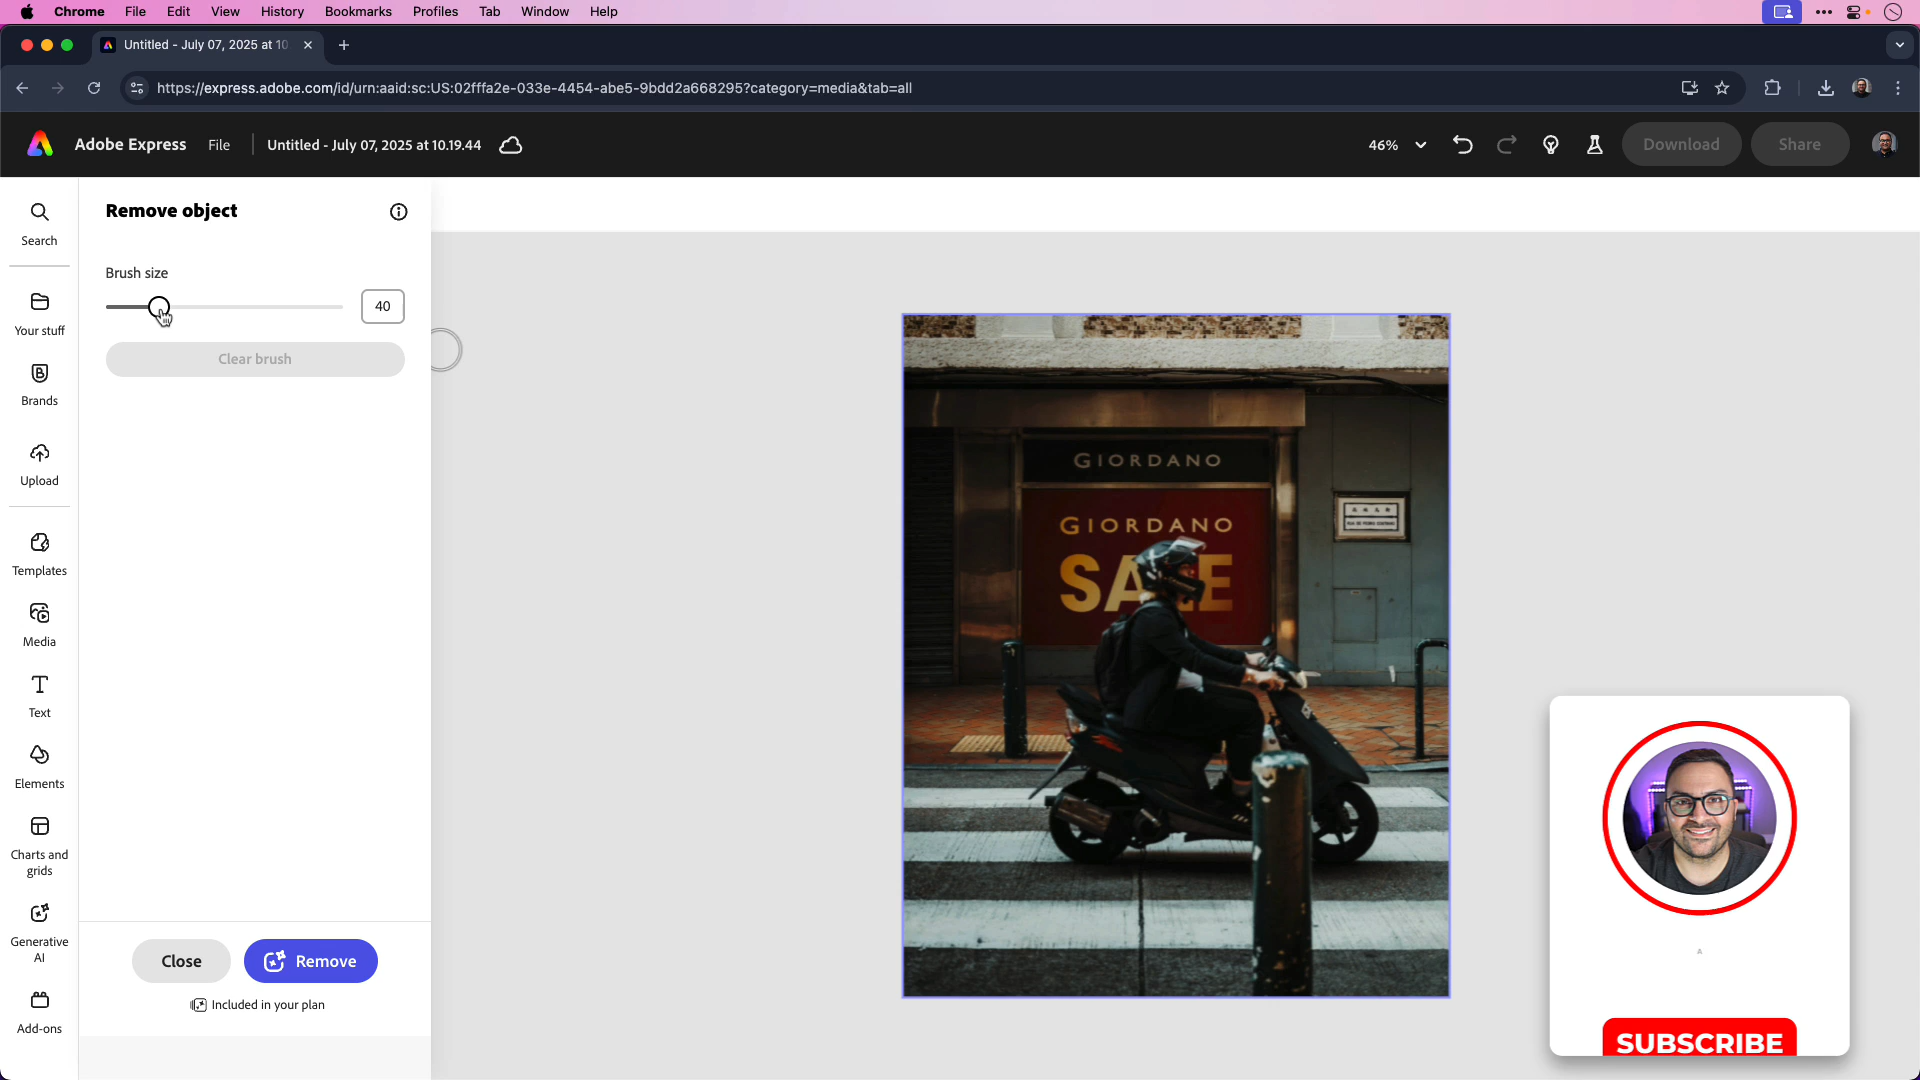 Chrome File Edit View History Bookmarks Profiles Tab Window Help
Untitled - July 07, 2025 at 10
https://express.adobe.com/id/urn:aaid:sc:US:02fffa2e-033e-4454-abe5-9bdd2a668295?category=media&tab=all
Adobe Express File Untitled - July 07, 2025 at 10.19.44 46% Download Share
Search
Your stuff
Brands
Upload
Templates
Media
Text
Elements
Charts and
grids
Generative
AI
Add-ons
Remove object
Brush size
40
Clear brush
Close Remove
Included in your plan
GIORDANO
GIORDANO
SALE
SUBSCRIBE